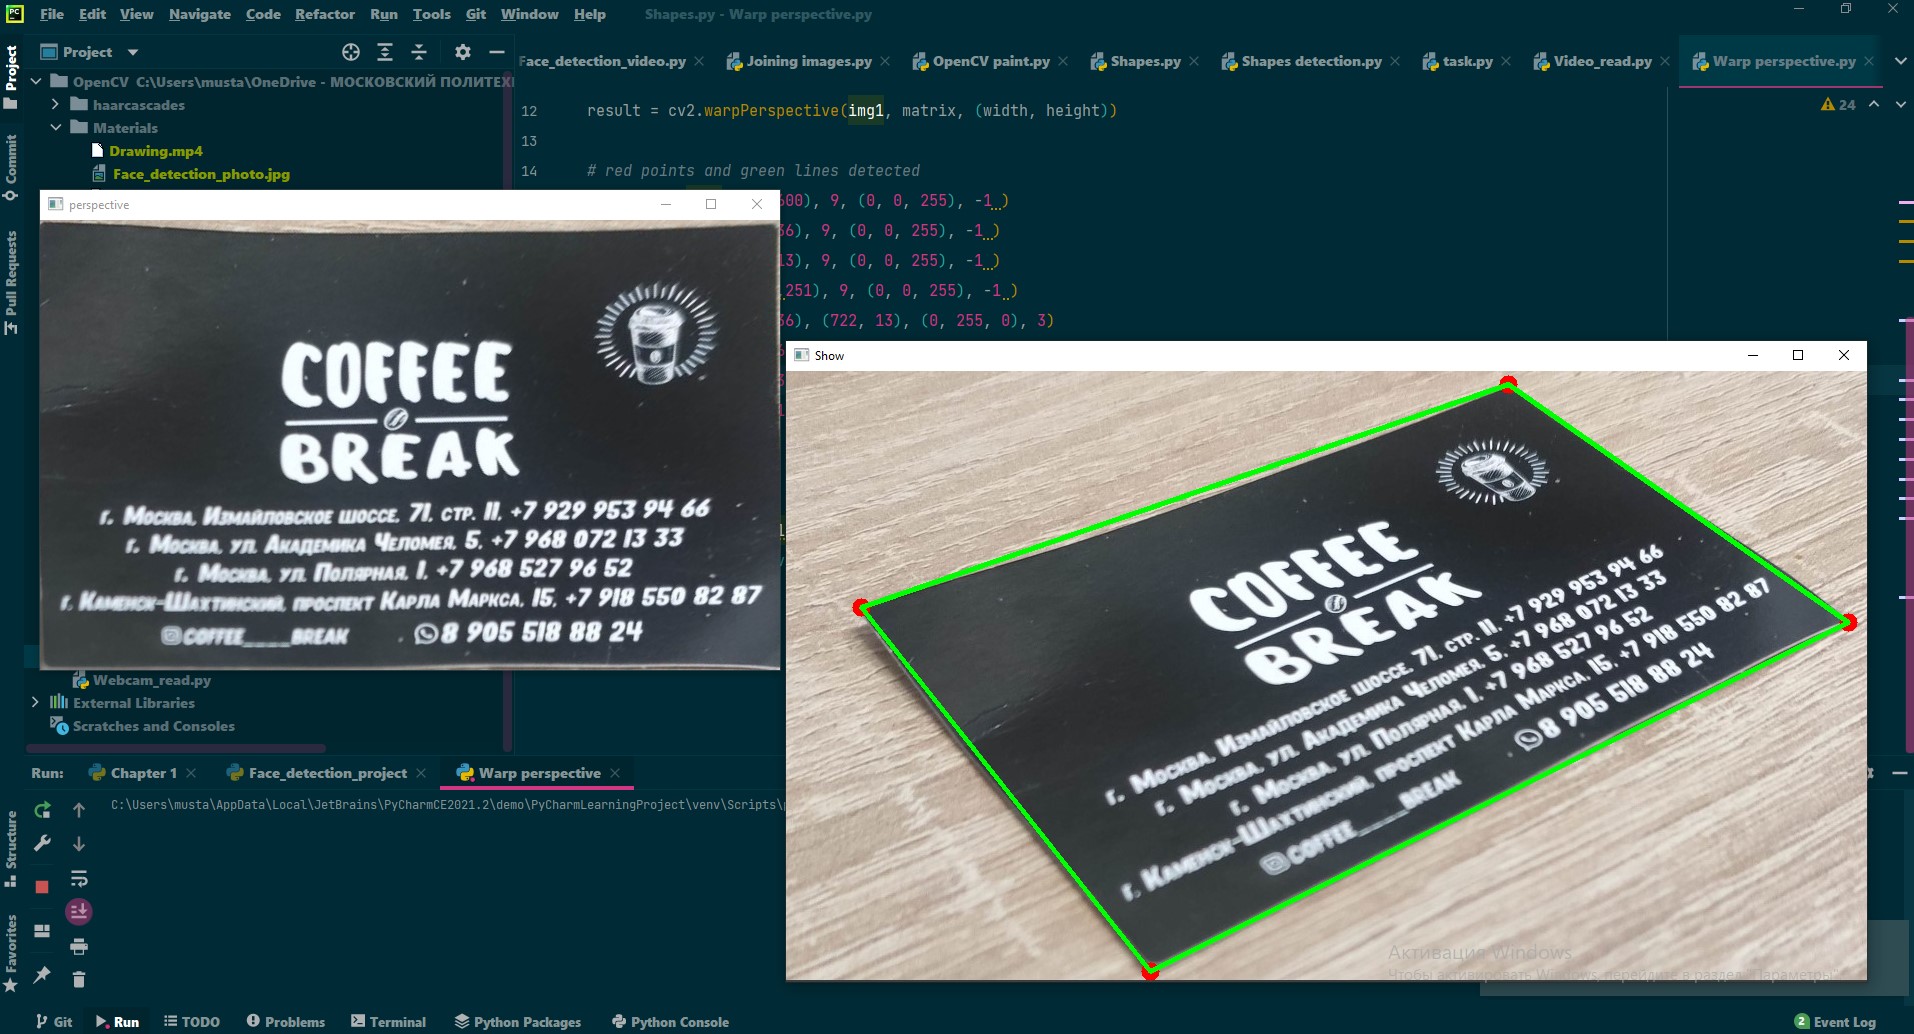 File Edit View Navigate Code Refactor Run Tools Git Window Help Shapes.py - Warp perspective.py
Project
OpenCV C:\Users\musta\OneDrive - МОСКОВСКИЙ ПОЛИТЕХ
haarcascades
Materials
Drawing.mp4
Face_detection_photo.jpg
Webcam_read.py
External Libraries
Scratches and Consoles
Project
Commit
Pull Requests
Structure
Favorites
Face_detection_video.py Joining images.py OpenCV paint.py Shapes.py Shapes detection.py task.py Video_read.py Warp perspective.py
24
12 result = cv2.warpPerspective(img1, matrix, (width, height))
13
14 # red points and green lines detected
00), 9, (0, 0, 255), -1 )
36), 9, (0, 0, 255), -1 )
13), 9, (0, 0, 255), -1 )
251), 9, (0, 0, 255), -1 )
36), (722, 13), (0, 255, 0), 3)
perspective
COFFEE
BREAK
г. Москва, Измайловское шоссе, 71, стр. 11, +7 929 953 94 66
г. Москва, ул. Академика Челомея, 5, +7 968 072 13 33
г. Москва, ул. Полярная, 1, +7 968 527 96 52
г. Каменск-Шахтинский, проспект Карла Маркса, 15, +7 918 550 82 87
COFFEE____BREAK 8 905 518 88 24
Show
COFFEE
BREAK
г. Москва, Измайловское шоссе, 71, стр. 11, +7 929 953 94 66
г. Москва, ул. Академика Челомея, 5, +7 968 072 13 33
г. Москва, ул. Полярная, 1, +7 968 527 96 52
г. Каменск-Шахтинский, проспект Карла Маркса, 15, +7 918 550 82 87
COFFEE____BREAK 8 905 518 88 24
Активация Windows
Чтобы активировать Windows, перейдите в раздел "Параметры".
Run: Chapter 1 Face_detection_project Warp perspective
C:\Users\musta\AppData\Local\JetBrains\PyCharmCE2021.2\demo\PyCharmLearningProject\venv\Scripts\
Git Run TODO Problems Terminal Python Packages Python Console 2 Event Log